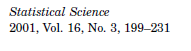 Statistical Science
2001, Vol. 16, No. 3, 199–231